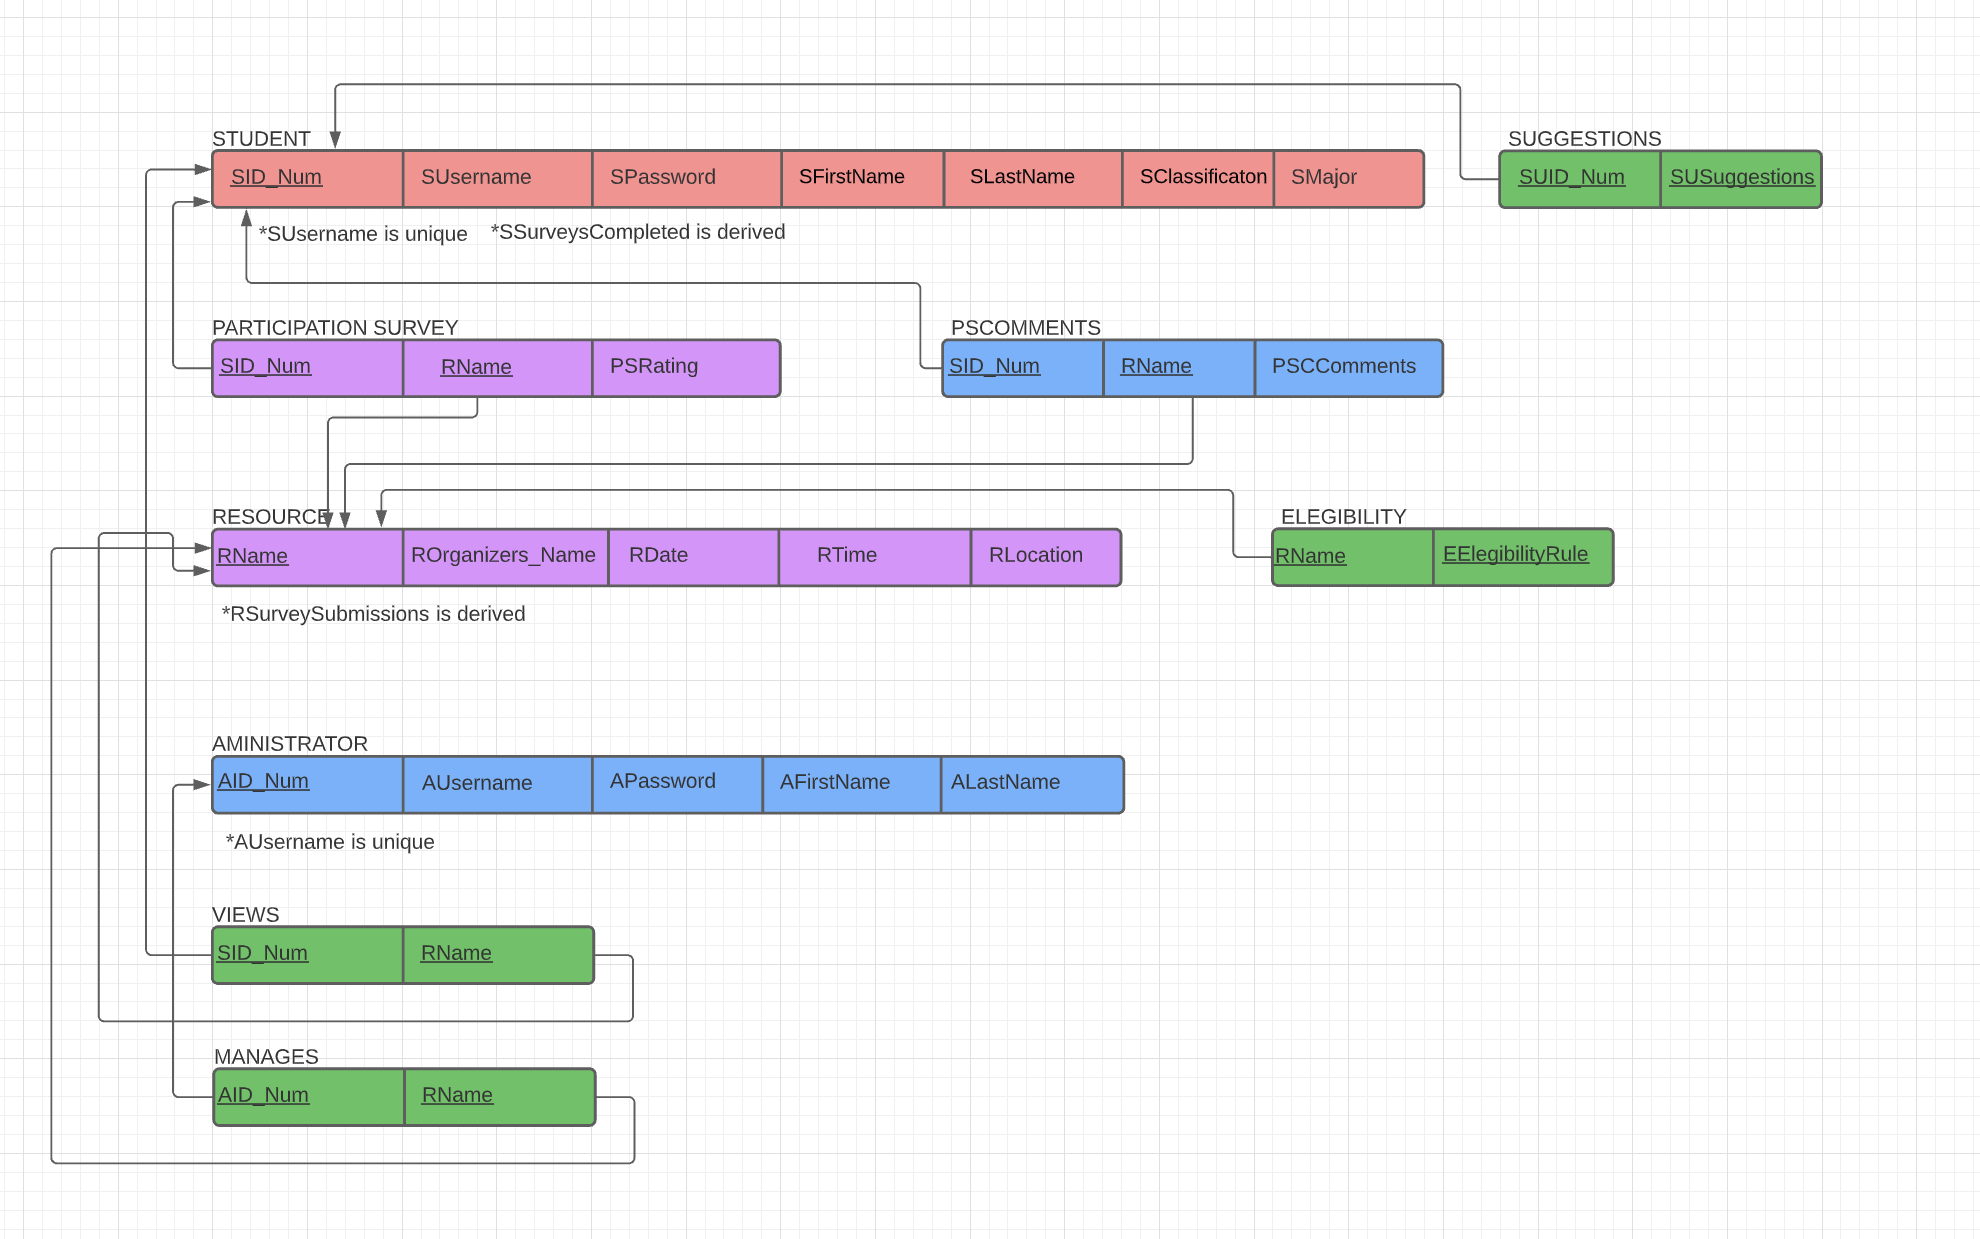 STUDENT
SID_Num SUsername SPassword SFirstName SLastName SClassificaton SMajor
*SUsername is unique *SSurveysCompleted is derived
SUGGESTIONS
SUID_Num SUSuggestions
PARTICIPATION SURVEY
SID_Num RName PSRating
PSCOMMENTS
SID_Num RName PSCComments
RESOURCE
RName ROrganizers_Name RDate RTime RLocation
*RSurveySubmissions is derived
ELEGIBILITY
RName EElegibilityRule
AMINISTRATOR
AID_Num AUsername APassword AFirstName ALastName
*AUsername is unique
VIEWS
SID_Num RName
MANAGES
AID_Num RName